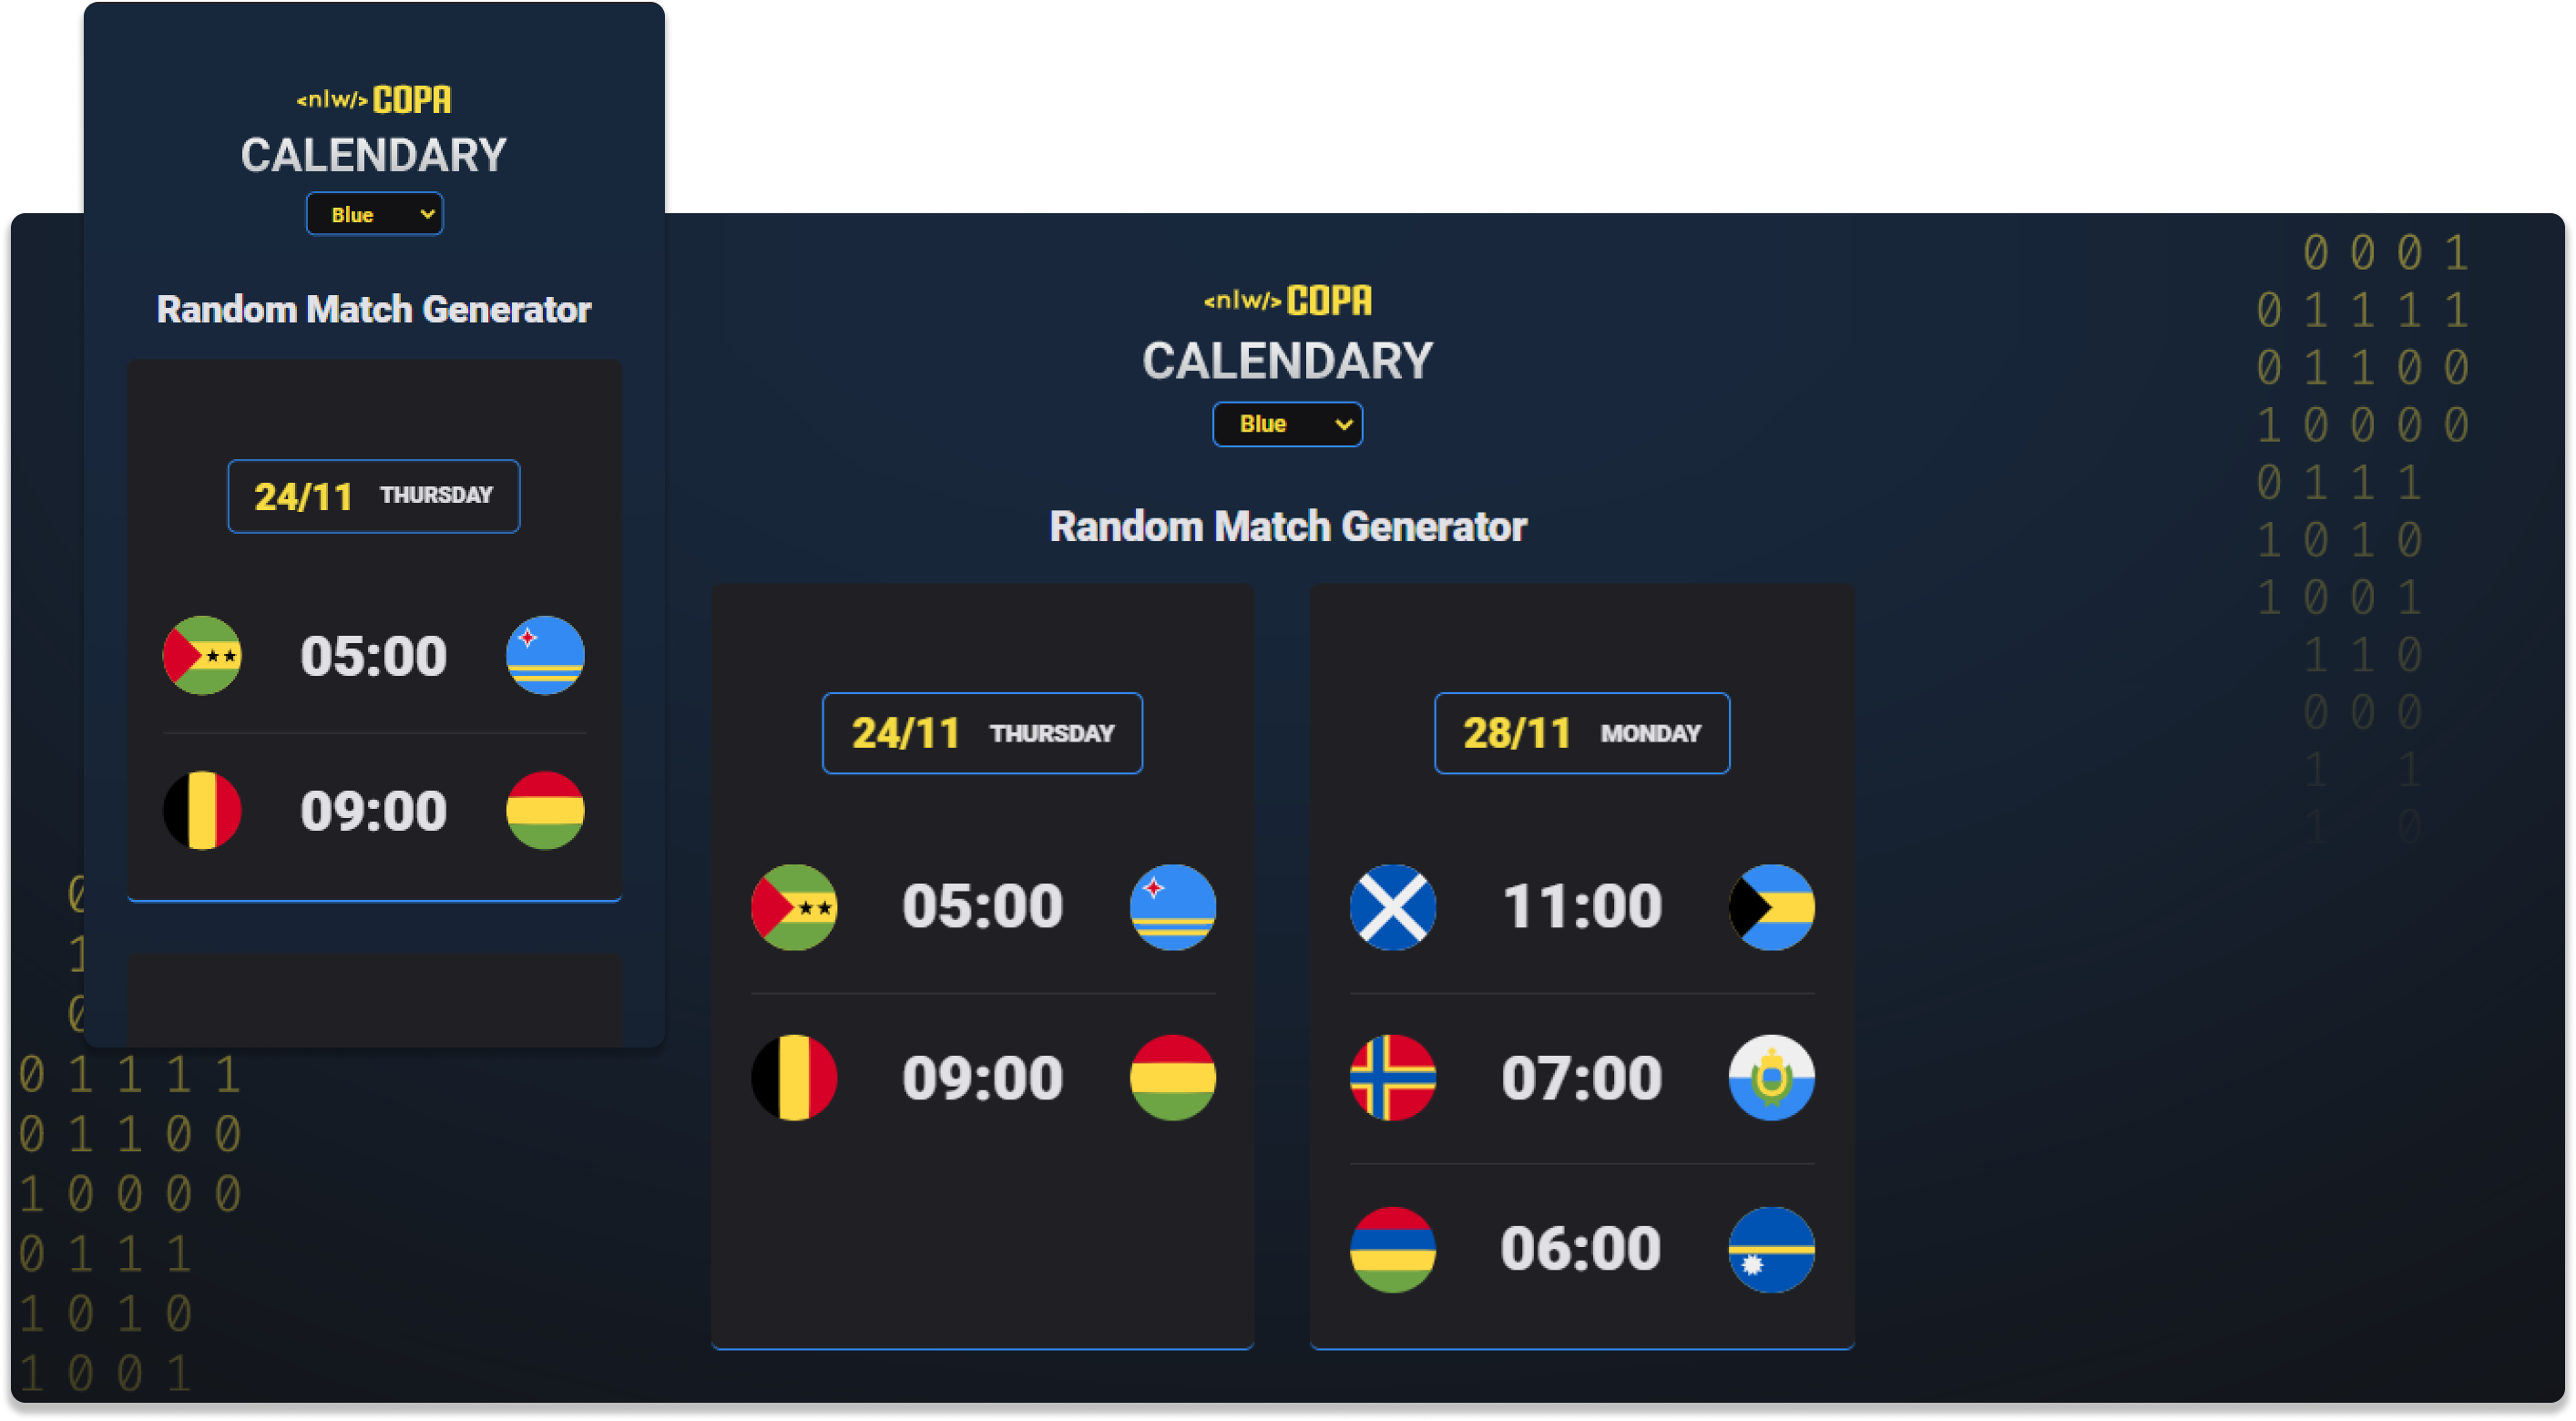 <nlw/> COPA
CALENDARY
Blue
Random Match Generator
24/11 THURSDAY
05:00
09:00
<nlw/> COPA
CALENDARY
Blue
Random Match Generator
24/11 THURSDAY
05:00
09:00
28/11 MONDAY
11:00
07:00
06:00
0 0 0 1
0 1 1 1 1
0 1 1 0 0
1 0 0 0 0
0 1 1 1
1 0 1 0
1 0 0 1
1 1 0
0 0 0
1 1
1 0
0
1
0
0 1 1 1 1
0 1 1 0 0
1 0 0 0 0
0 1 1 1
1 0 1 0
1 0 0 1